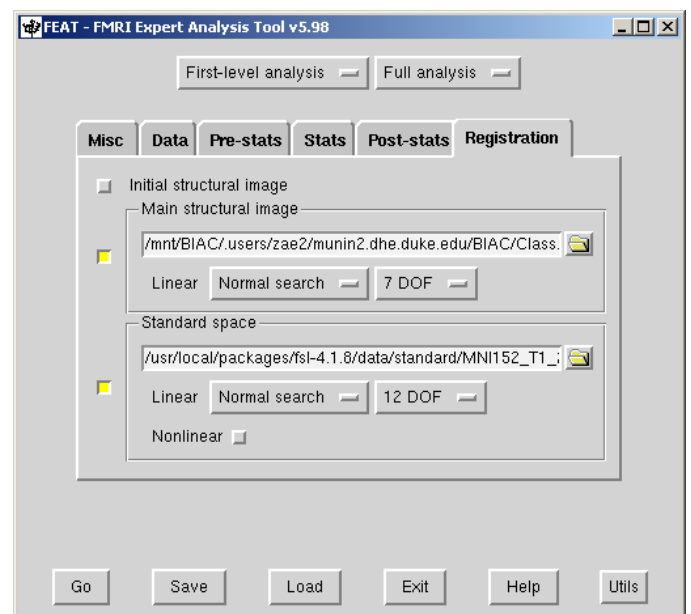 FEAT - FMRI Expert Analysis Tool v5.98
First-level analysis Full analysis
Misc Data Pre-stats Stats Post-stats Registration
Initial structural image
Main structural image
/mnt/BIAC/.users/zae2/munin2.dhe.duke.edu/BIAC/Class.
Linear Normal search 7 DOF
Standard space
/usr/local/packages/fsl-4.1.8/data/standard/MNI152_T1_
Linear Normal search 12 DOF
Nonlinear
Go Save Load Exit Help Utils